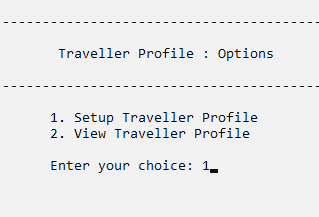 ----------------------------------------
Traveller Profile : Options
----------------------------------------
1. Setup Traveller Profile
2. View Traveller Profile
Enter your choice: 1